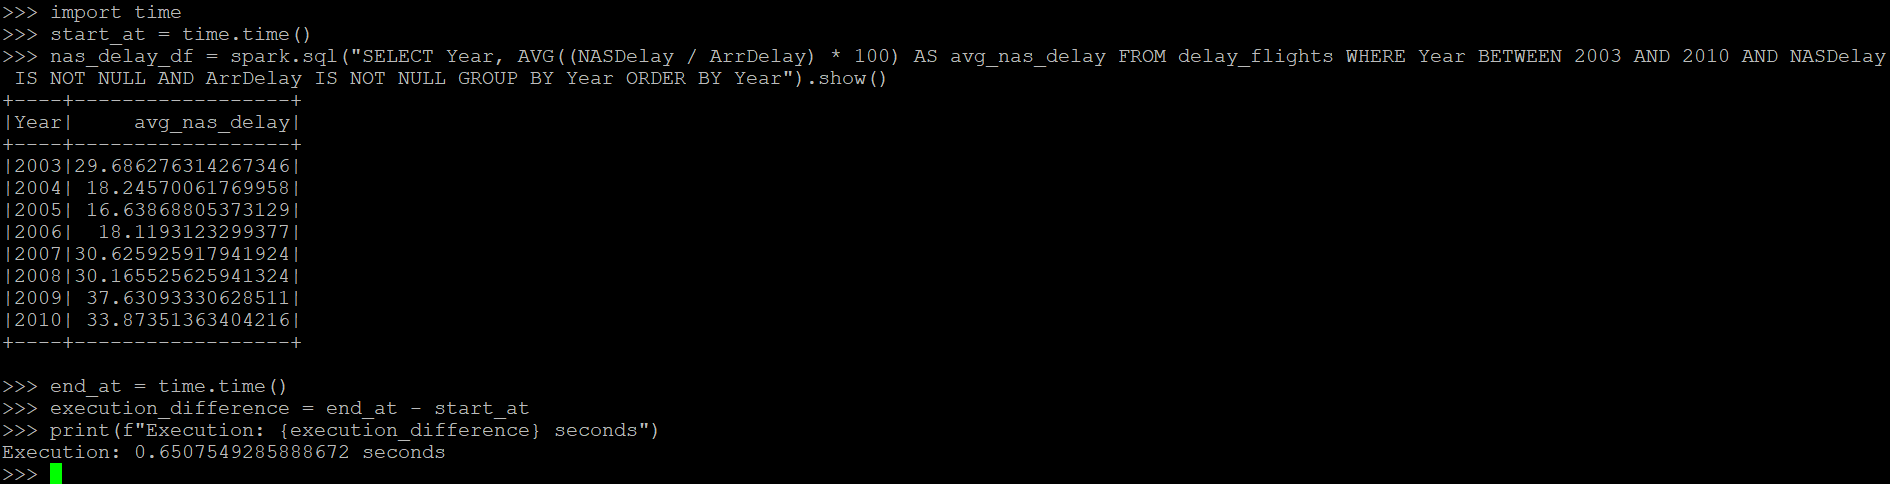 >>> import time
>>> start_at = time.time()
>>> nas_delay_df = spark.sql("SELECT Year, AVG((NASDelay / ArrDelay) * 100) AS avg_nas_delay FROM delay_flights WHERE Year BETWEEN 2003 AND 2010 AND NASDelay
 IS NOT NULL AND ArrDelay IS NOT NULL GROUP BY Year ORDER BY Year").show()
+----+------------------+
|Year|     avg_nas_delay|
+----+------------------+
|2003|29.686276314267346|
|2004| 18.24570061769958|
|2005| 16.63868805373129|
|2006|  18.1193123299377|
|2007|30.625925917941924|
|2008|30.165525625941324|
|2009| 37.63093330628511|
|2010| 33.87351363404216|
+----+------------------+

>>> end_at = time.time()
>>> execution_difference = end_at - start_at
>>> print(f"Execution: {execution_difference} seconds")
Execution: 0.6507549285888672 seconds
>>>